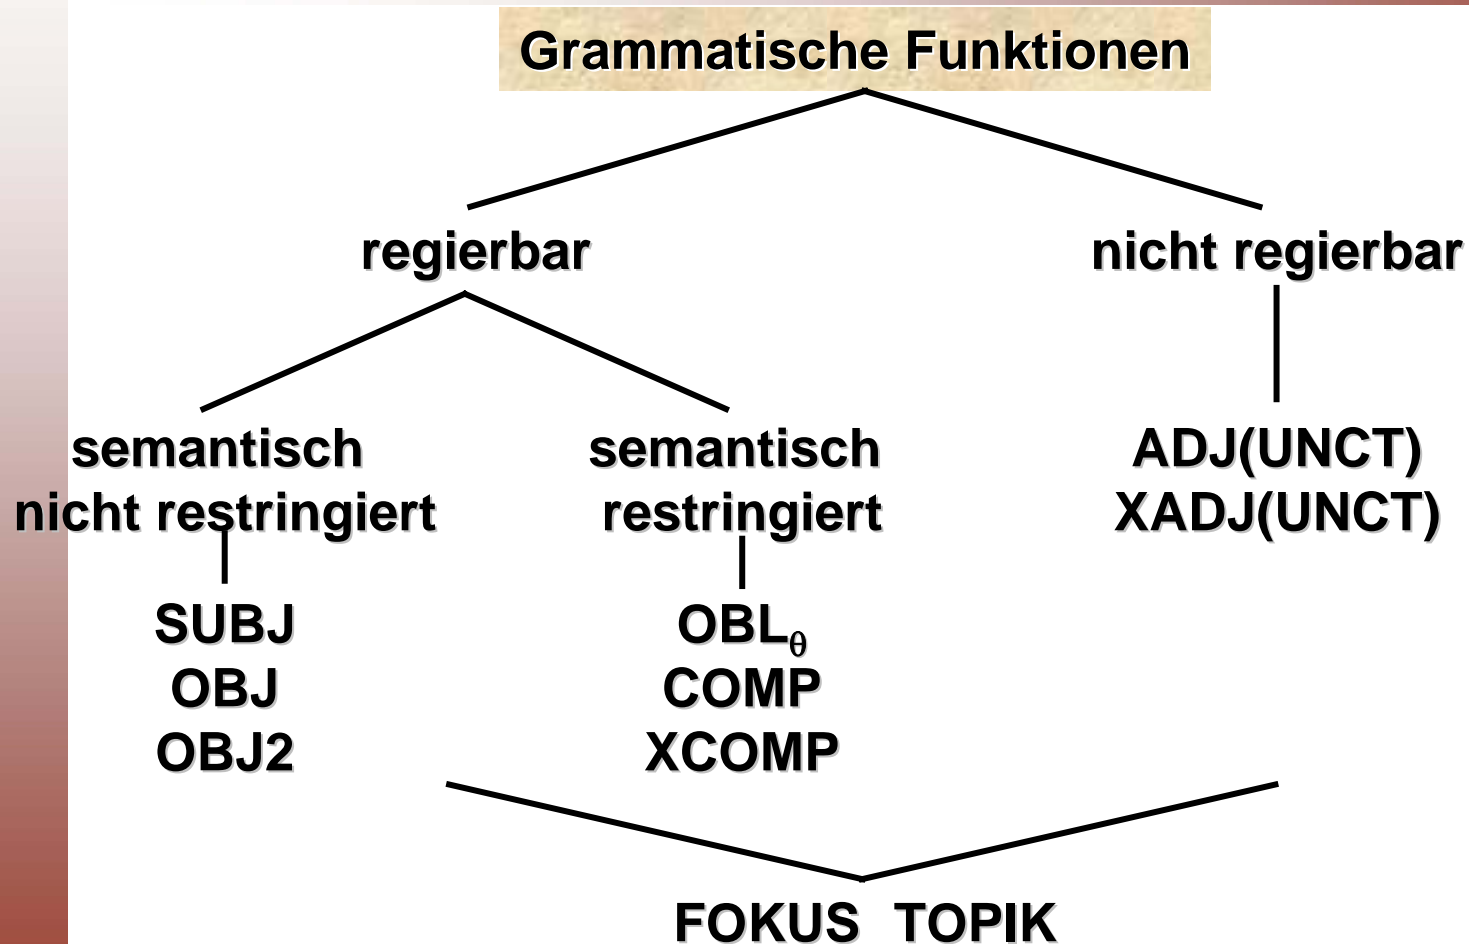 Grammatische Funktionen
regierbar
nicht regierbar
semantisch
nicht restringiert
semantisch
restringiert
ADJ(UNCT)
XADJ(UNCT)
SUBJ
OBJ
OBJ2
OBLθ
COMP
XCOMP
FOKUS TOPIK